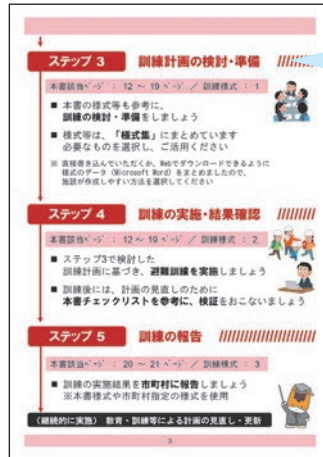 ステップ 3 訓練計画の検討・準備
本書該当ページ : 12 ～ 19 ページ / 訓練様式 : 1
■ 本書の様式等も参考に、
訓練の検討・準備をしましょう
■ 様式等は、「様式集」にまとめています
必要なものを選択し、ご活用ください
※ 直接書き込んでいただくか、Webでダウンロードできるように
様式のデータ(Microsoft Word)をまとめましたので、
施設が作成しやすい方法を選択してください
ステップ 4 訓練の実施・結果確認
本書該当ページ : 12 ～ 19 ページ / 訓練様式 : 2
■ ステップ3で検討した
訓練計画に基づき、避難訓練を実施しましょう
■ 訓練後には、計画の見直しのために
本書チェックリストを参考に、検証をおこないましょう
ステップ 5 訓練の報告
本書該当ページ : 20 ～ 21 ページ / 訓練様式 : 3
■ 訓練の実施結果を市町村に報告しましょう
※本書様式や市町村指定の様式を使用
(継続的に実施) 教育・訓練等による計画の見直し・更新
3